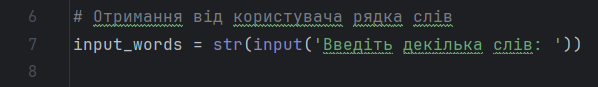 6 # Отримання від користувача рядка слів
7 input_words = str(input('Введіть декілька слів: '))
8